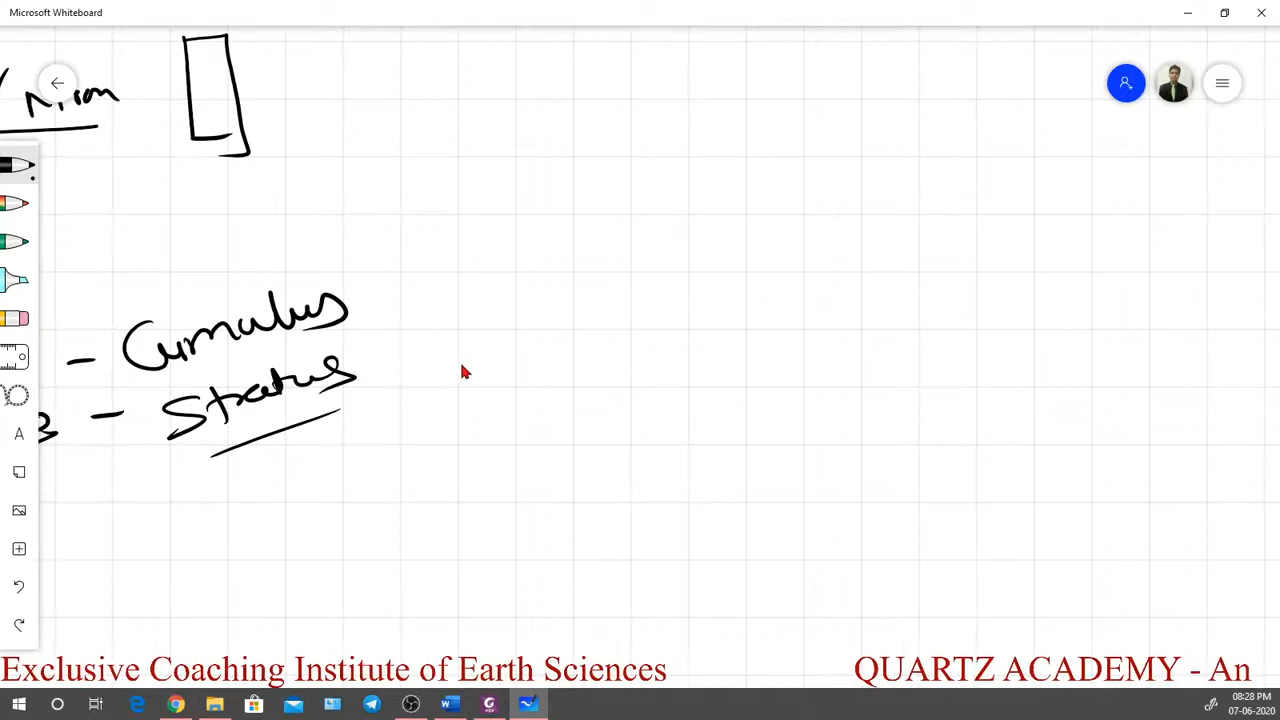 Microsoft Whiteboard
- Cumulus
- Stratus
A
Exclusive Coaching Institute of Earth Sciences QUARTZ ACADEMY - An
08:28 PM
07-06-2020